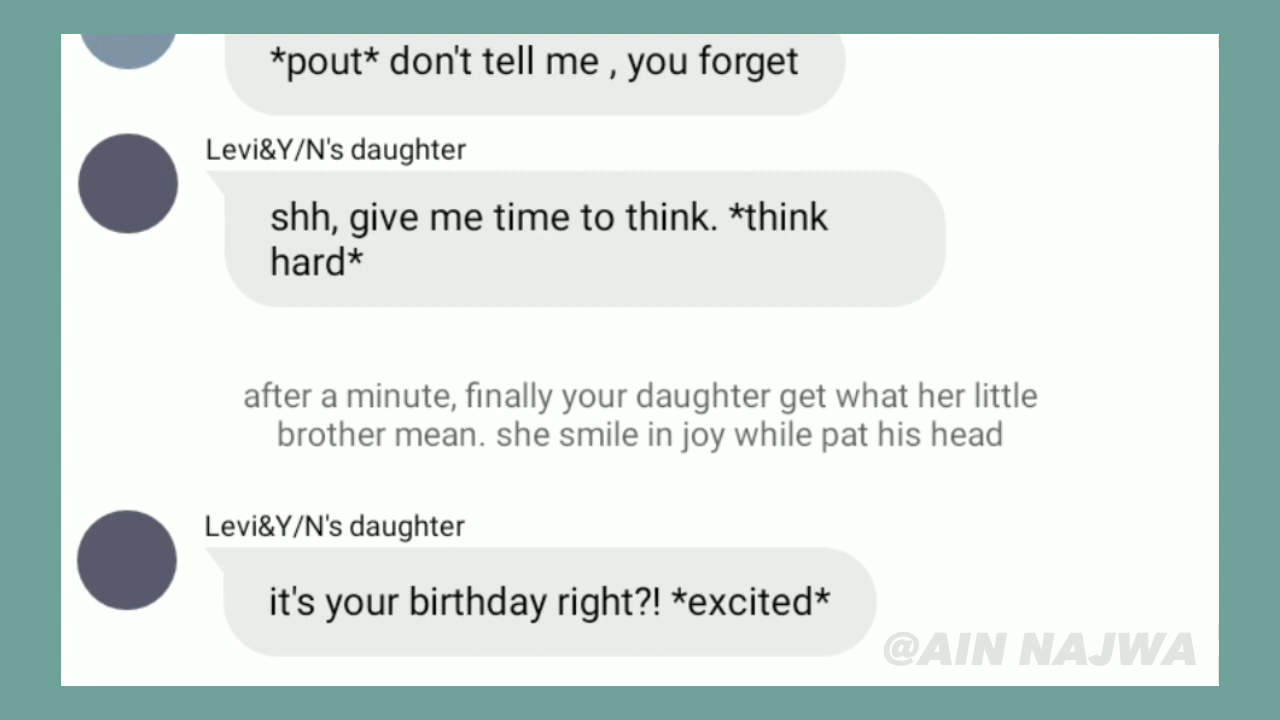 *pout* don't tell me , you forget
Levi&Y/N's daughter
shh, give me time to think. *think
hard*
after a minute, finally your daughter get what her little
brother mean. she smile in joy while pat his head
Levi&Y/N's daughter
it's your birthday right?! *excited*
@AIN NAJWA